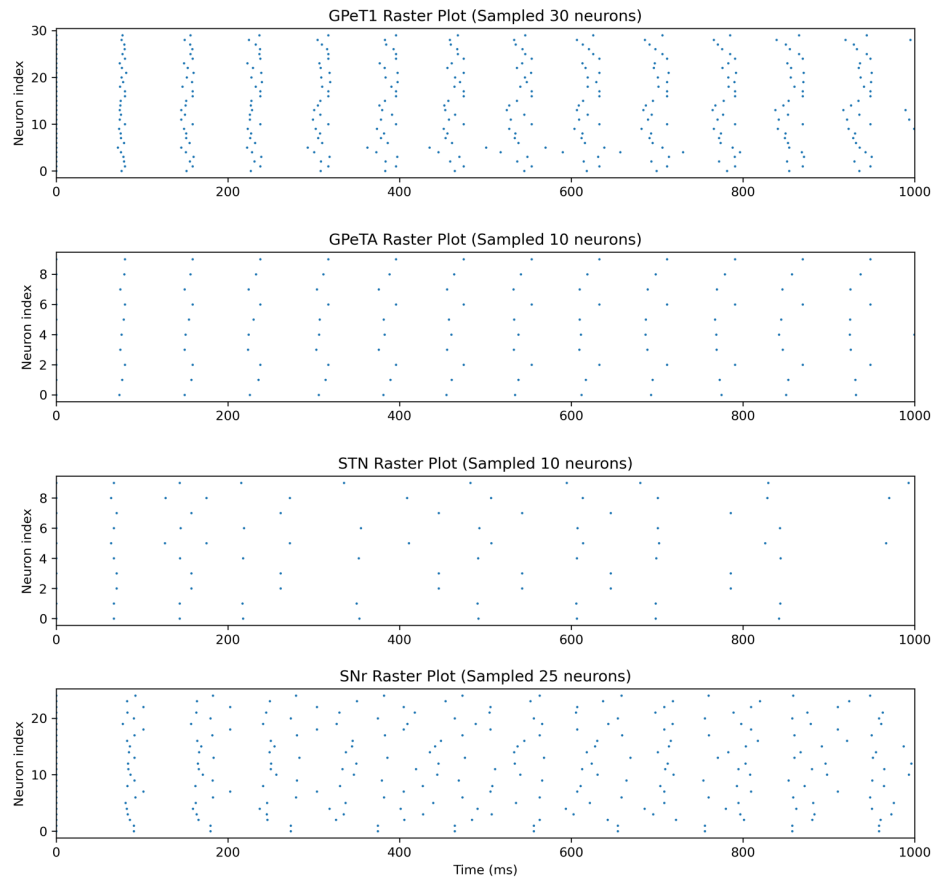 GPeT1 Raster Plot (Sampled 30 neurons)
Neuron index
30
20
10
0
0 200 400 600 800 1000
GPeTA Raster Plot (Sampled 10 neurons)
Neuron index
8
6
4
2
0
0 200 400 600 800 1000
STN Raster Plot (Sampled 10 neurons)
Neuron index
8
6
4
2
0
0 200 400 600 800 1000
SNr Raster Plot (Sampled 25 neurons)
Neuron index
20
10
0
0 200 400 600 800 1000
Time (ms)